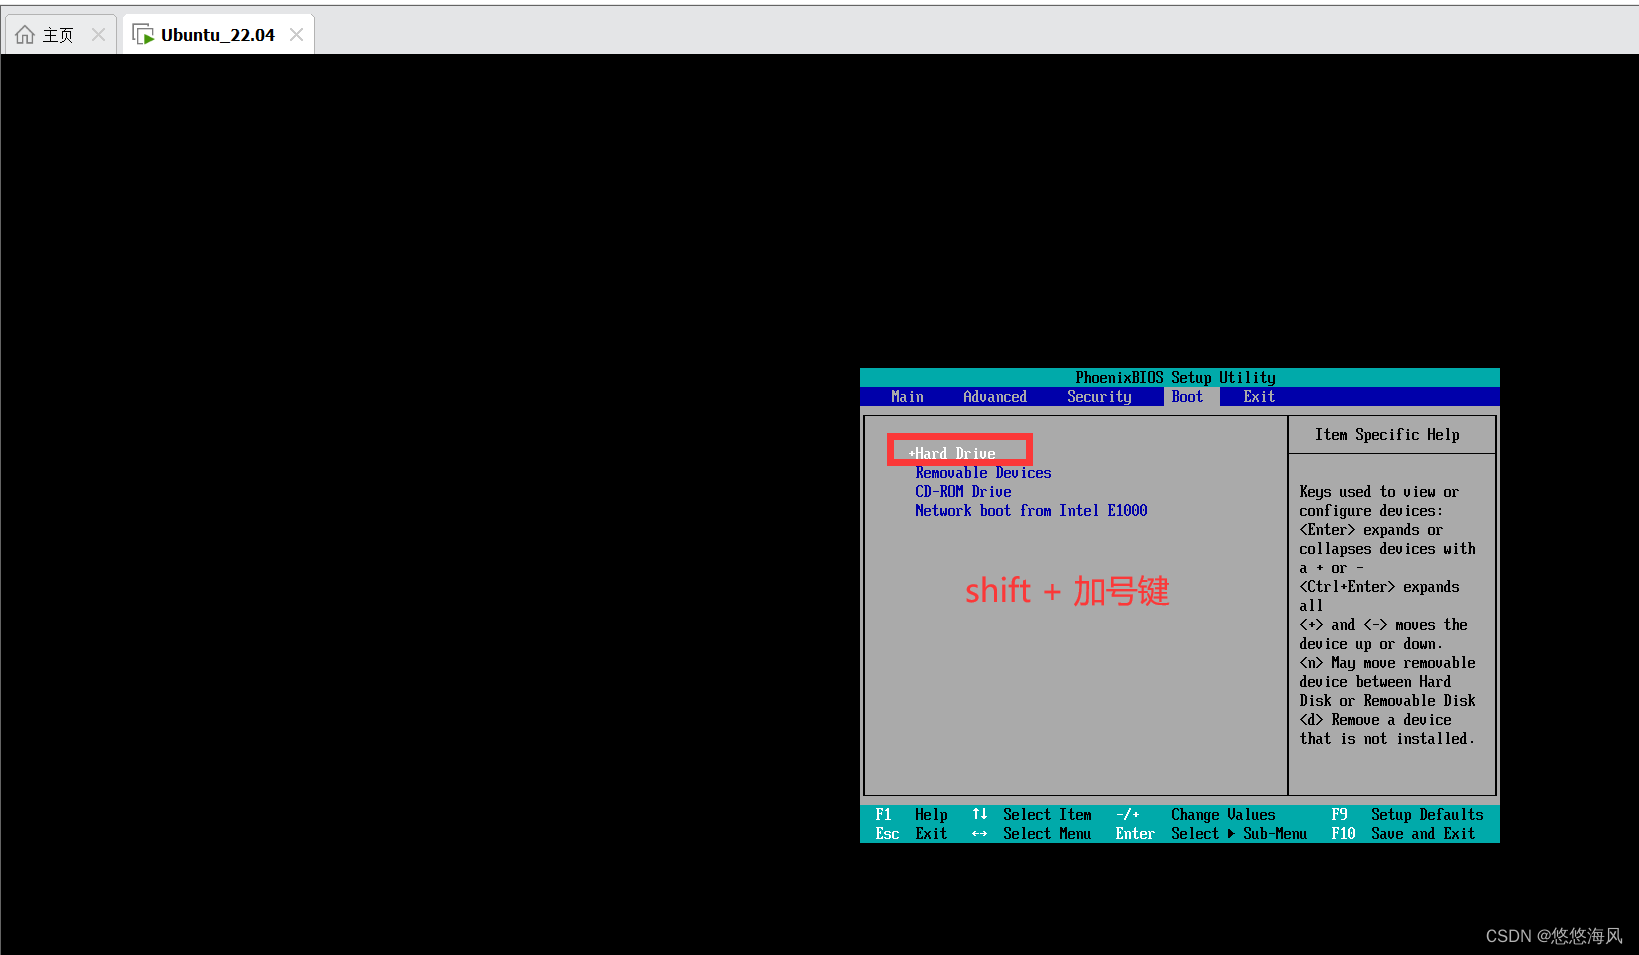 主页
Ubuntu_22.04
PhoenixBIOS Setup Utility
Main Advanced Security Boot Exit
+Hard Drive
Removable Devices
CD-ROM Drive
Network boot from Intel E1000
shift + 加号键
Item Specific Help
Keys used to view or
configure devices:
<Enter> expands or
collapses devices with
a + or -
<Ctrl+Enter> expands
all
<+> and <-> moves the
device up or down.
<n> May move removable
device between Hard
Disk or Removable Disk
<d> Remove a device
that is not installed.
F1 Help ↑↓ Select Item -/+ Change Values F9 Setup Defaults
Esc Exit ↔ Select Menu Enter Select ▶ Sub-Menu F10 Save and Exit
CSDN @悠悠海风